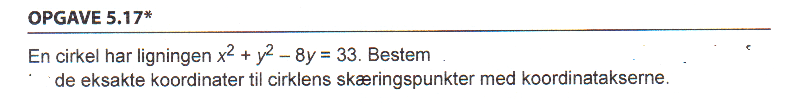 OPGAVE 5.17*
En cirkel har ligningen x² + y² – 8y = 33. Bestem
de eksakte koordinater til cirklens skæringspunkter med koordinatakserne.